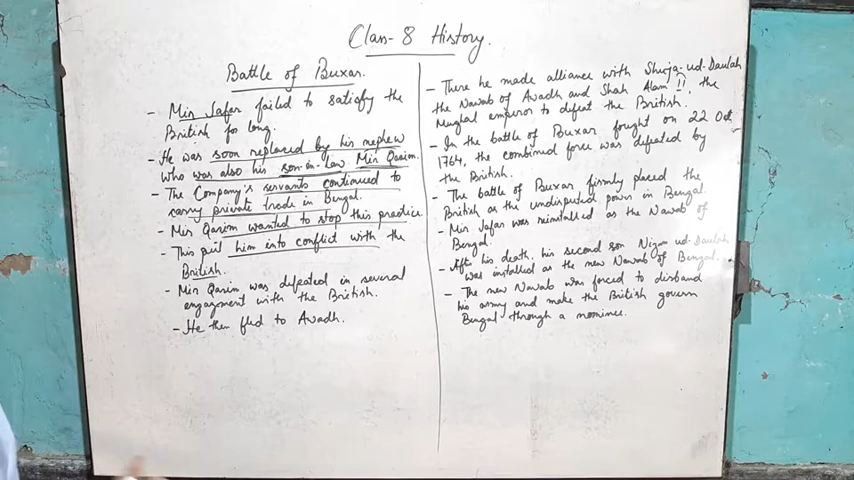 Class- 8 History.
Battle of Buxar.
- Mir Jafar failed to satisfy the
British for long.
- He was soon replaced by his nephew
who was also his son-in-law Mir Qasim.
- The Company's servants continued to
carry private trade in Bengal.
- Mir Qasim wanted to stop this practice
- This put him into conflict with the
British.
- Mir Qasim was defeated in several
engagement with the British.
- He then fled to Avadh.
- There he made alliance with Shuja-ud-Daulah
the Nawab of Avadh and Shah Alam II, the
Mughal emperor to defeat the British.
- In the battle of Buxar fought on 22 Oct
1764, the combined force was defeated by
the British.
- The battle of Buxar firmly placed the
British as the undisputed power in Bengal.
- Mir Jafar was reinstalled as the Nawab of
Bengal.
- After his death, his second son Nizam ud-Daulah
was installed as the new Nawab of Bengal.
- The new Nawab was forced to disband
his army and make the British govern
Bengal through a nominee.